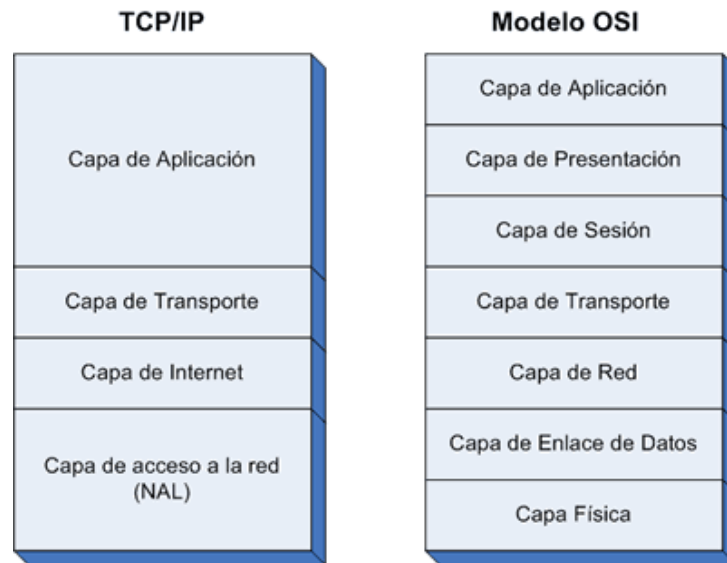 TCP/IP
Capa de Aplicación
Capa de Transporte
Capa de Internet
Capa de acceso a la red
(NAL)
Modelo OSI
Capa de Aplicación
Capa de Presentación
Capa de Sesión
Capa de Transporte
Capa de Red
Capa de Enlace de Datos
Capa Física